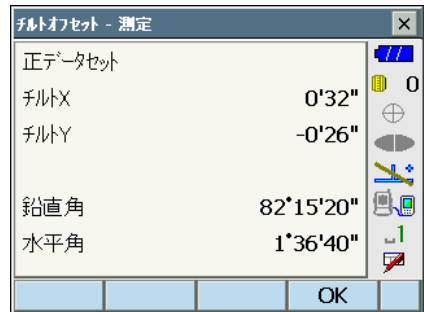 ﾁﾙﾄｵﾌｾｯﾄ - 測定
正ﾃﾞｰﾀｾｯﾄ
0
ﾁﾙﾄX 0'32"
ﾁﾙﾄY -0'26"
鉛直角 82°15'20"
水平角 1°36'40"
1
OK